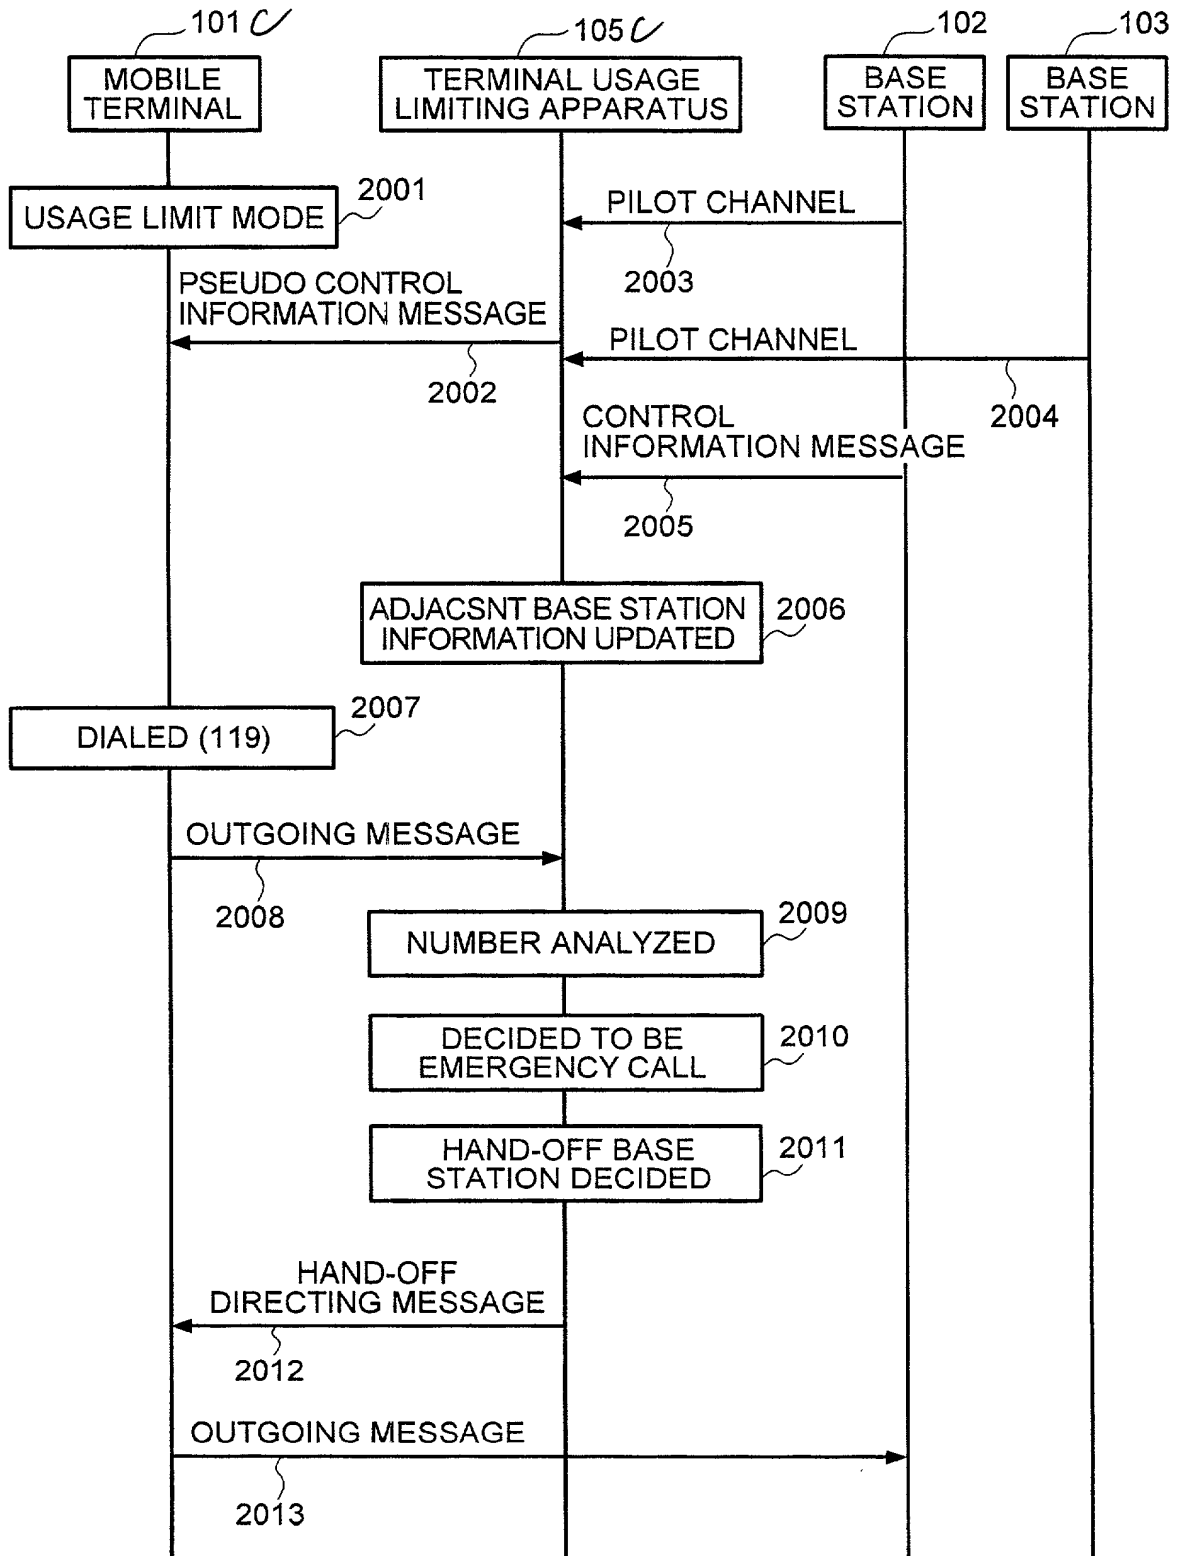 101 C
105 C
102
103
MOBILE
TERMINAL
TERMINAL USAGE
LIMITING APPARATUS
BASE
STATION
BASE
STATION
2001
USAGE LIMIT MODE
PILOT CHANNEL
2003
PSEUDO CONTROL
INFORMATION MESSAGE
2002
PILOT CHANNEL
2004
CONTROL
INFORMATION MESSAGE
2005
ADJACSNT BASE STATION
INFORMATION UPDATED
2006
2007
DIALED (119)
OUTGOING MESSAGE
2008
2009
NUMBER ANALYZED
2010
DECIDED TO BE
EMERGENCY CALL
2011
HAND-OFF BASE
STATION DECIDED
HAND-OFF
DIRECTING MESSAGE
2012
OUTGOING MESSAGE
2013